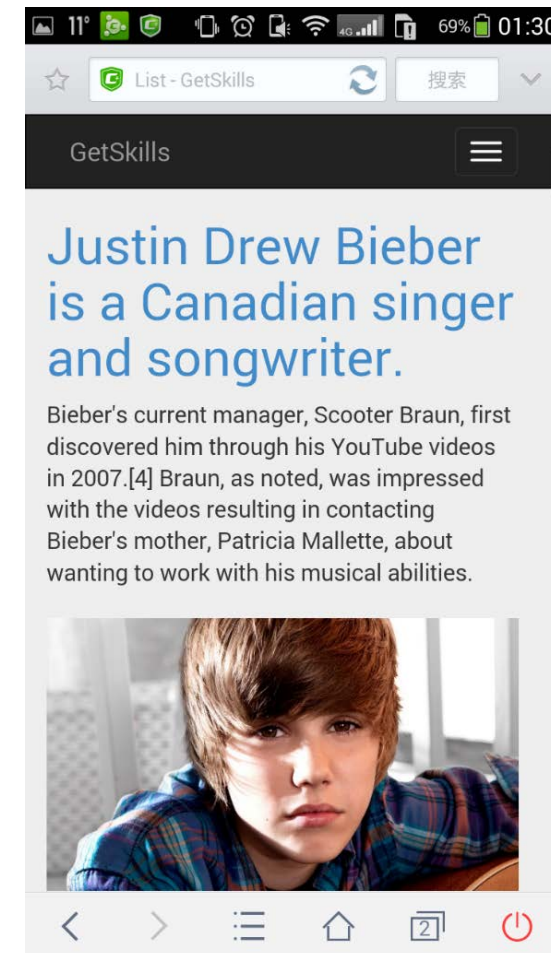 11° 4G 69% 01:30
List - GetSkills 搜索
GetSkills
Justin Drew Bieber
is a Canadian singer
and songwriter.
Bieber's current manager, Scooter Braun, first
discovered him through his YouTube videos
in 2007.[4] Braun, as noted, was impressed
with the videos resulting in contacting
Bieber's mother, Patricia Mallette, about
wanting to work with his musical abilities.
2